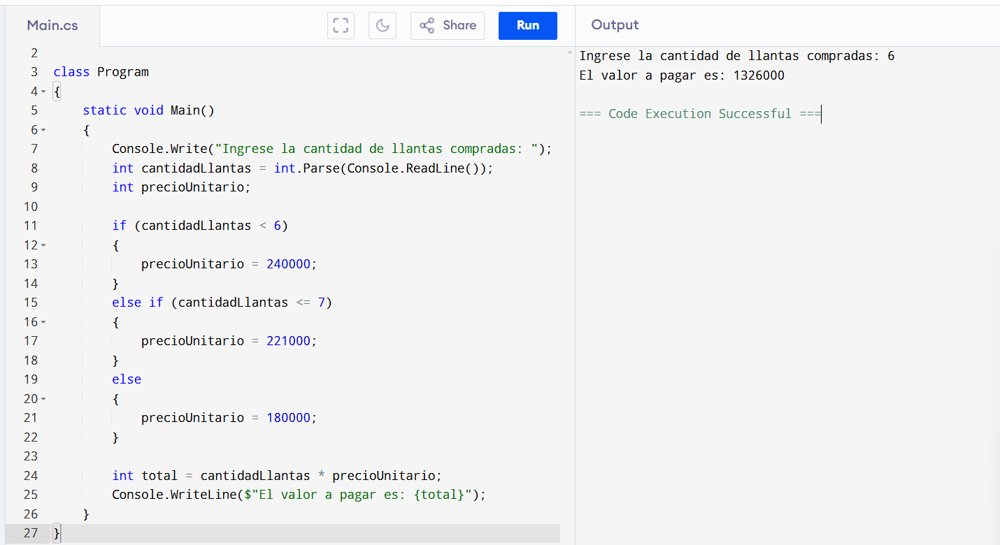 Main.cs
Share
Run
Output
2
3 class Program
4 {
5     static void Main()
6     {
7         Console.Write("Ingrese la cantidad de llantas compradas: ");
8         int cantidadLlantas = int.Parse(Console.ReadLine());
9         int precioUnitario;
10
11         if (cantidadLlantas < 6)
12         {
13             precioUnitario = 240000;
14         }
15         else if (cantidadLlantas <= 7)
16         {
17             precioUnitario = 221000;
18         }
19         else
20         {
21             precioUnitario = 180000;
22         }
23
24         int total = cantidadLlantas * precioUnitario;
25         Console.WriteLine($"El valor a pagar es: {total}");
26     }
27 }
Ingrese la cantidad de llantas compradas: 6
El valor a pagar es: 1326000
=== Code Execution Successful ===